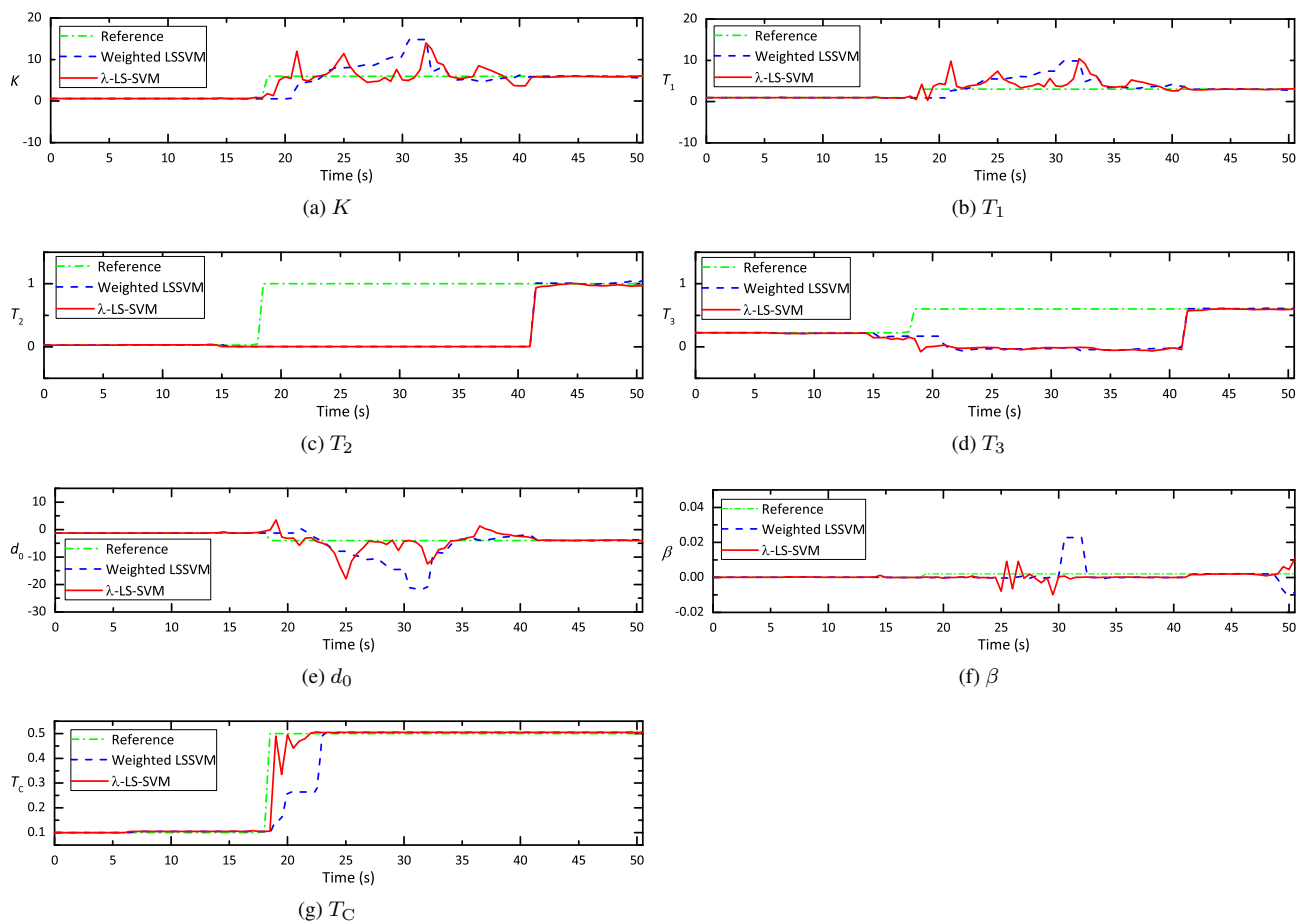 20
10
0
-10
K
Reference
Weighted LSSVM
λ-LS-SVM
0 5 10 15 20 25 30 35 40 45 50
Time (s)
(a) K
20
10
0
-10
T1
Reference
Weighted LSSVM
λ-LS-SVM
0 5 10 15 20 25 30 35 40 45 50
Time (s)
(b) T1
1
0
T2
Reference
Weighted LSSVM
λ-LS-SVM
0 5 10 15 20 25 30 35 40 45 50
Time (s)
(c) T2
1
0
T3
Reference
Weighted LSSVM
λ-LS-SVM
0 5 10 15 20 25 30 35 40 45 50
Time (s)
(d) T3
10
0
-10
-20
-30
d0
Reference
Weighted LSSVM
λ-LS-SVM
0 5 10 15 20 25 30 35 40 45 50
Time (s)
(e) d0
0.04
0.02
0.00
-0.02
β
Reference
Weighted LSSVM
λ-LS-SVM
0 5 10 15 20 25 30 35 40 45 50
Time (s)
(f) β
0.5
0.4
0.3
0.2
0.1
TC
Reference
Weighted LSSVM
λ-LS-SVM
0 5 10 15 20 25 30 35 40 45 50
Time (s)
(g) TC